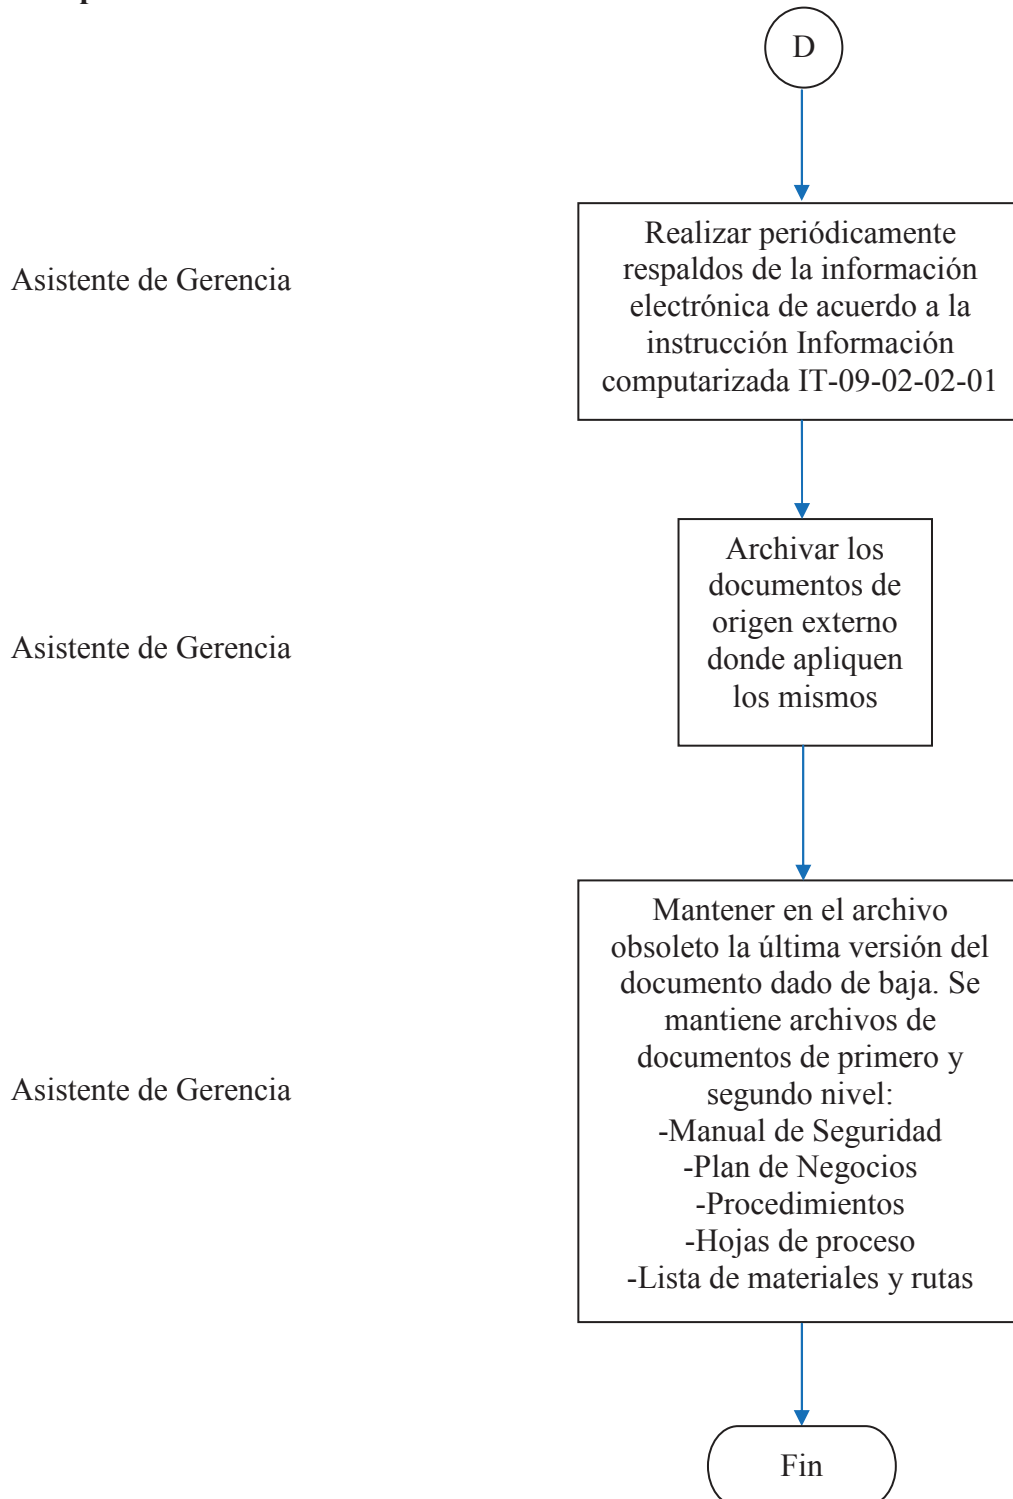 D
Realizar periódicamente
respaldos de la información
electrónica de acuerdo a la
instrucción Información
computarizada IT-09-02-02-01
Asistente de Gerencia
Archivar los
documentos de
origen externo
donde apliquen
los mismos
Asistente de Gerencia
Mantener en el archivo
obsoleto la última versión del
documento dado de baja. Se
mantiene archivos de
documentos de primero y
segundo nivel:
-Manual de Seguridad
-Plan de Negocios
-Procedimientos
-Hojas de proceso
-Lista de materiales y rutas
Asistente de Gerencia
Fin